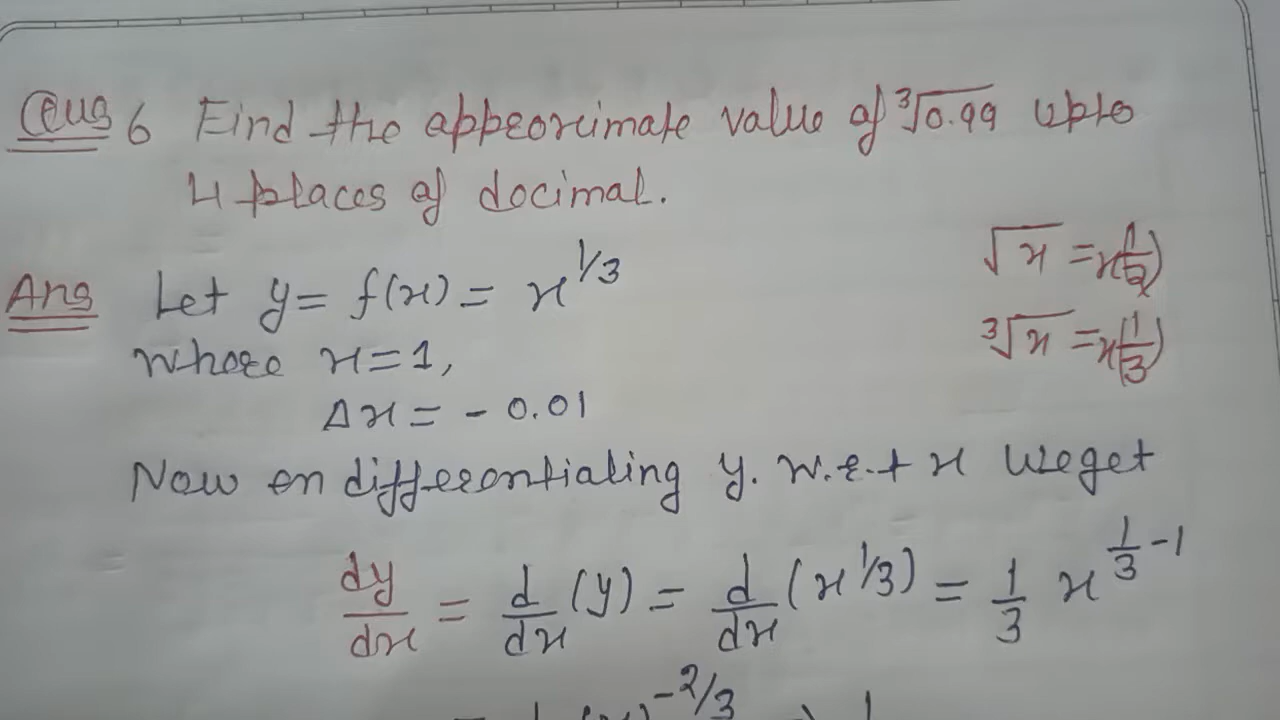 Ques 6 Find the approximate value of ∛0.99 upto
4 places of decimal.
√x = x(1/2)
Ans Let y = f(x) = x^1/3
∛x = x(1/3)
Where x = 1,
Δx = - 0.01
Now on differentiating y. w.r.t x We get
dy/dx = d/dx (y) = d/dx (x^1/3) = 1/3 x^1/3-1